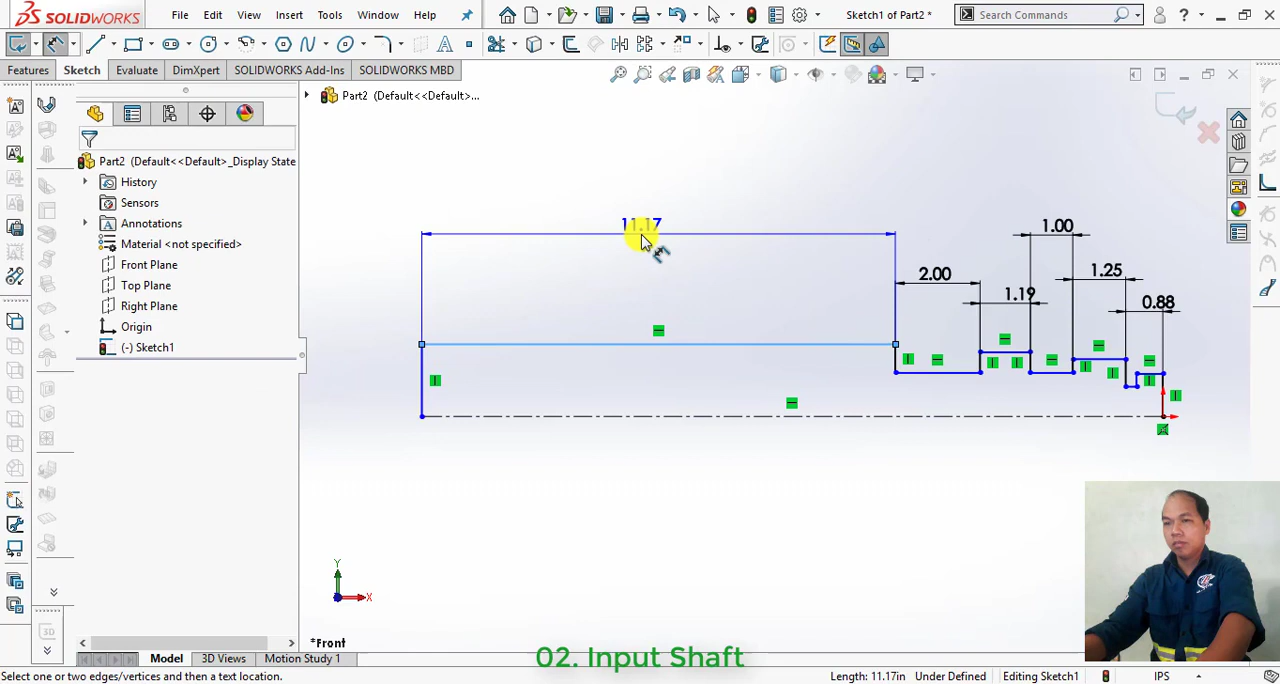 SOLIDWORKS
File
Edit
View
Insert
Tools
Window
Help
Sketch1 of Part2 *
Search Commands
Features
Sketch
Evaluate
DimXpert
SOLIDWORKS Add-Ins
SOLIDWORKS MBD
Part2 (Default<<Default>...
Part2 (Default<<Default>_Display State
History
Sensors
Annotations
Material <not specified>
Front Plane
Top Plane
Right Plane
Origin
(-) Sketch1
11.17
2.00
1.19
1.00
1.25
0.88
Y
X
*Front
02. Input Shaft
Model
3D Views
Motion Study 1
Select one or two edges/vertices and then a text location.
Length: 11.17in
Under Defined
Editing Sketch1
IPS